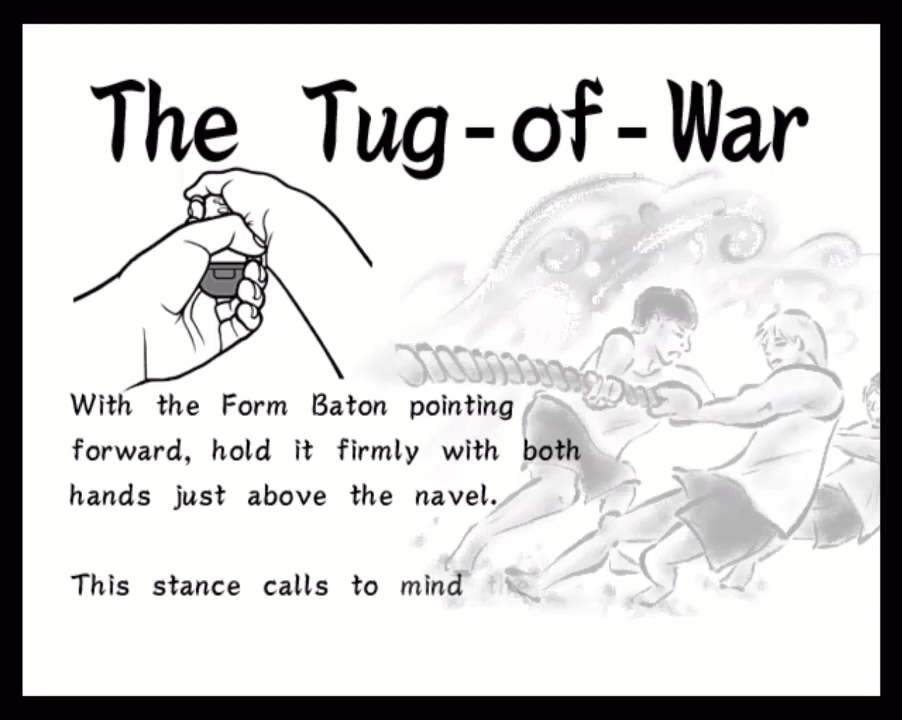 The Tug-of-War
With the Form Baton pointing
forward, hold it firmly with both
hands just above the navel.
This stance calls to mind the